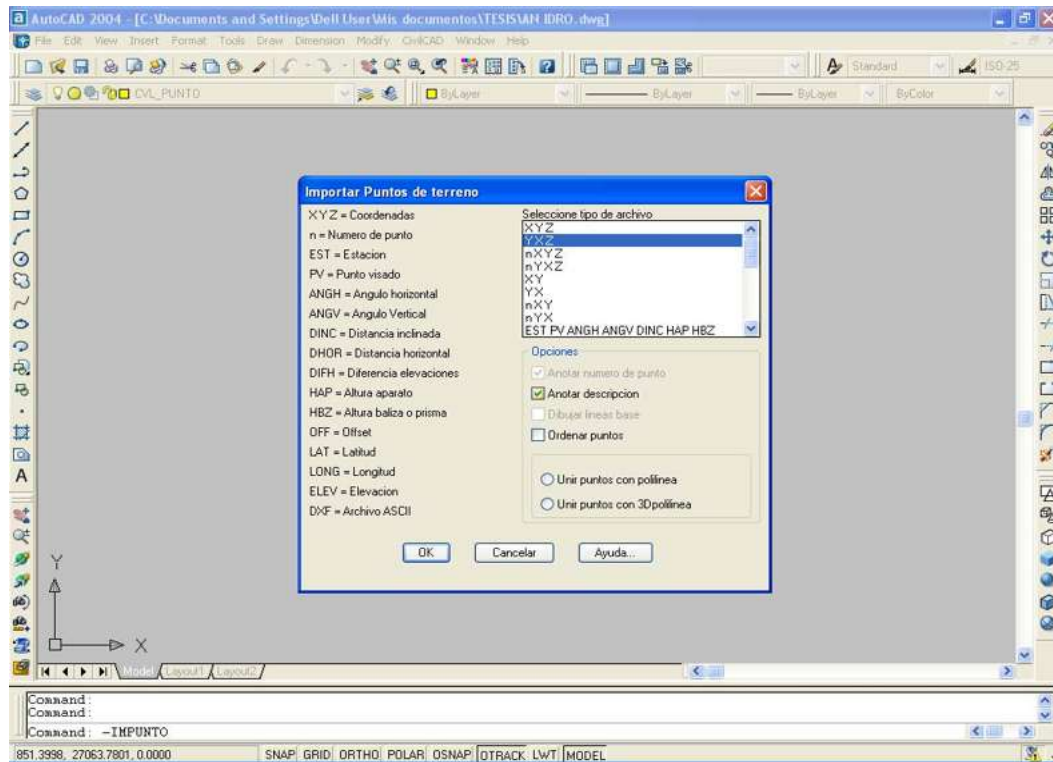 AutoCAD 2004 - [C:\Documents and Settings\Dell User\Mis documentos\TESIS\AN IDRO.dwg]
File Edit View Insert Format Tools Draw Dimension Modify CivilCAD Window Help
Standard
ISO-25
CVL_PUNTO
ByLayer
ByLayer
ByLayer
ByColor
Importar Puntos de terreno
XYZ = Coordenadas
n = Numero de punto
EST = Estacion
PV = Punto visado
ANGH = Angulo horizontal
ANGV = Angulo Vertical
DINC = Distancia inclinada
DHOR = Distancia horizontal
DIFH = Diferencia elevaciones
HAP = Altura aparato
HBZ = Altura baliza o prisma
OFF = Offset
LAT = Latitud
LONG = Longitud
ELEV = Elevacion
DXF = Archivo ASCII
Seleccione tipo de archivo
XYZ
YXZ
nXYZ
nYXZ
XY
YX
nXY
nYX
EST PV ANGH ANGV DINC HAP HBZ
Opciones
Anotar numero de punto
Anotar descripcion
Dibujar lineas base
Ordenar puntos
Unir puntos con polilinea
Unir puntos con 3Dpolilinea
OK
Cancelar
Ayuda...
A
Y
X
Model
Layout1
Layout2
Command:
Command:
Command: -IMPUNTO
851.3998, 27063.7801, 0.0000
SNAP GRID ORTHO POLAR OSNAP OTRACK LWT MODEL